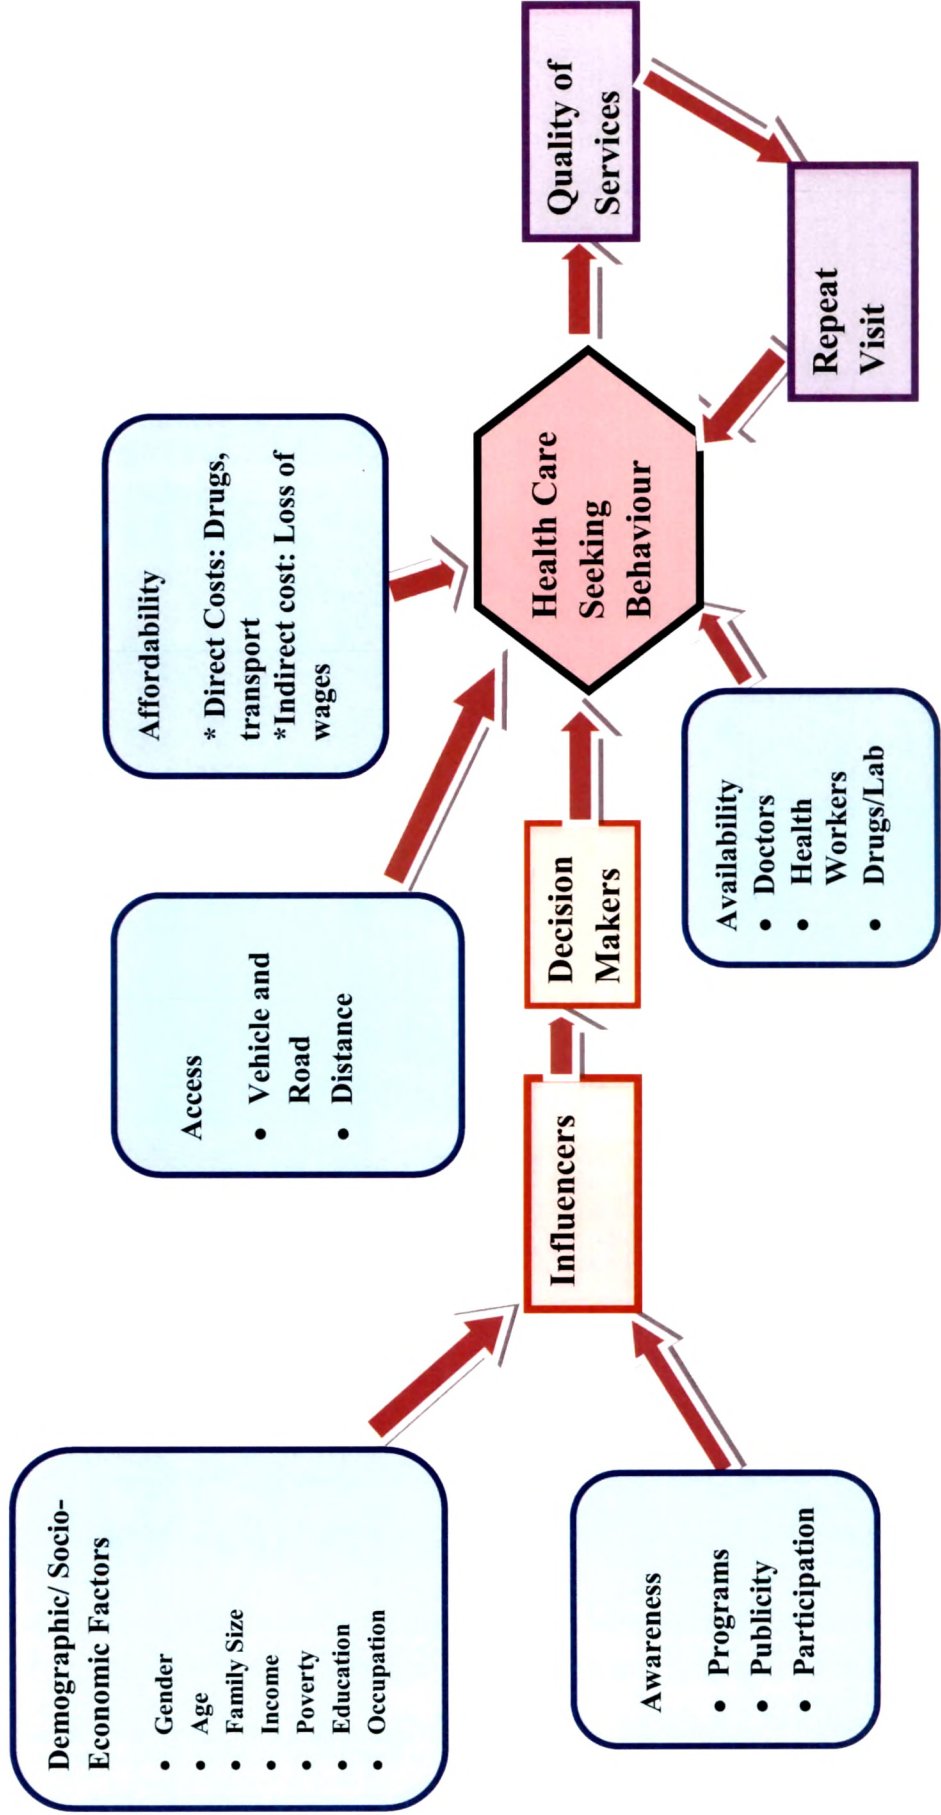 Demographic/ Socio-
Economic Factors
• Gender
• Age
• Family Size
• Income
• Poverty
• Education
• Occupation
Awareness
• Programs
• Publicity
• Participation
Influencers
Access
• Vehicle and
Road
• Distance
Decision
Makers
Affordability
* Direct Costs: Drugs,
transport
*Indirect cost: Loss of
wages
Availability
• Doctors
• Health
Workers
• Drugs/Lab
Health Care
Seeking
Behaviour
Quality of
Services
Repeat
Visit